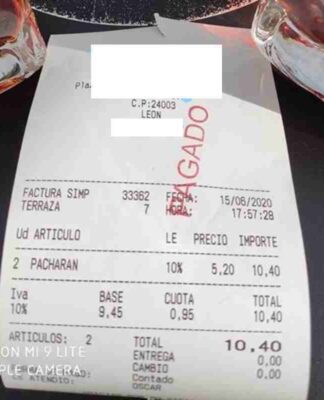 Pla
C.P:24003
LEON
PAGADO
FACTURA SIMP 33362 FECHA: 15/06/2020
TERRAZA 7 HORA: 17:57:28
Ud ARTICULO LE PRECIO IMPORTE
2 PACHARAN 10% 5,20 10,40
Iva BASE CUOTA TOTAL
10% 9,45 0,95 10,40
ARTICULOS: 2 TOTAL 10,40
ENTREGA 0,00
CAMBIO 0,00
Contado
LE ATENDIO: OSCAR
ON MI 9 LITE
PLE CAMERA